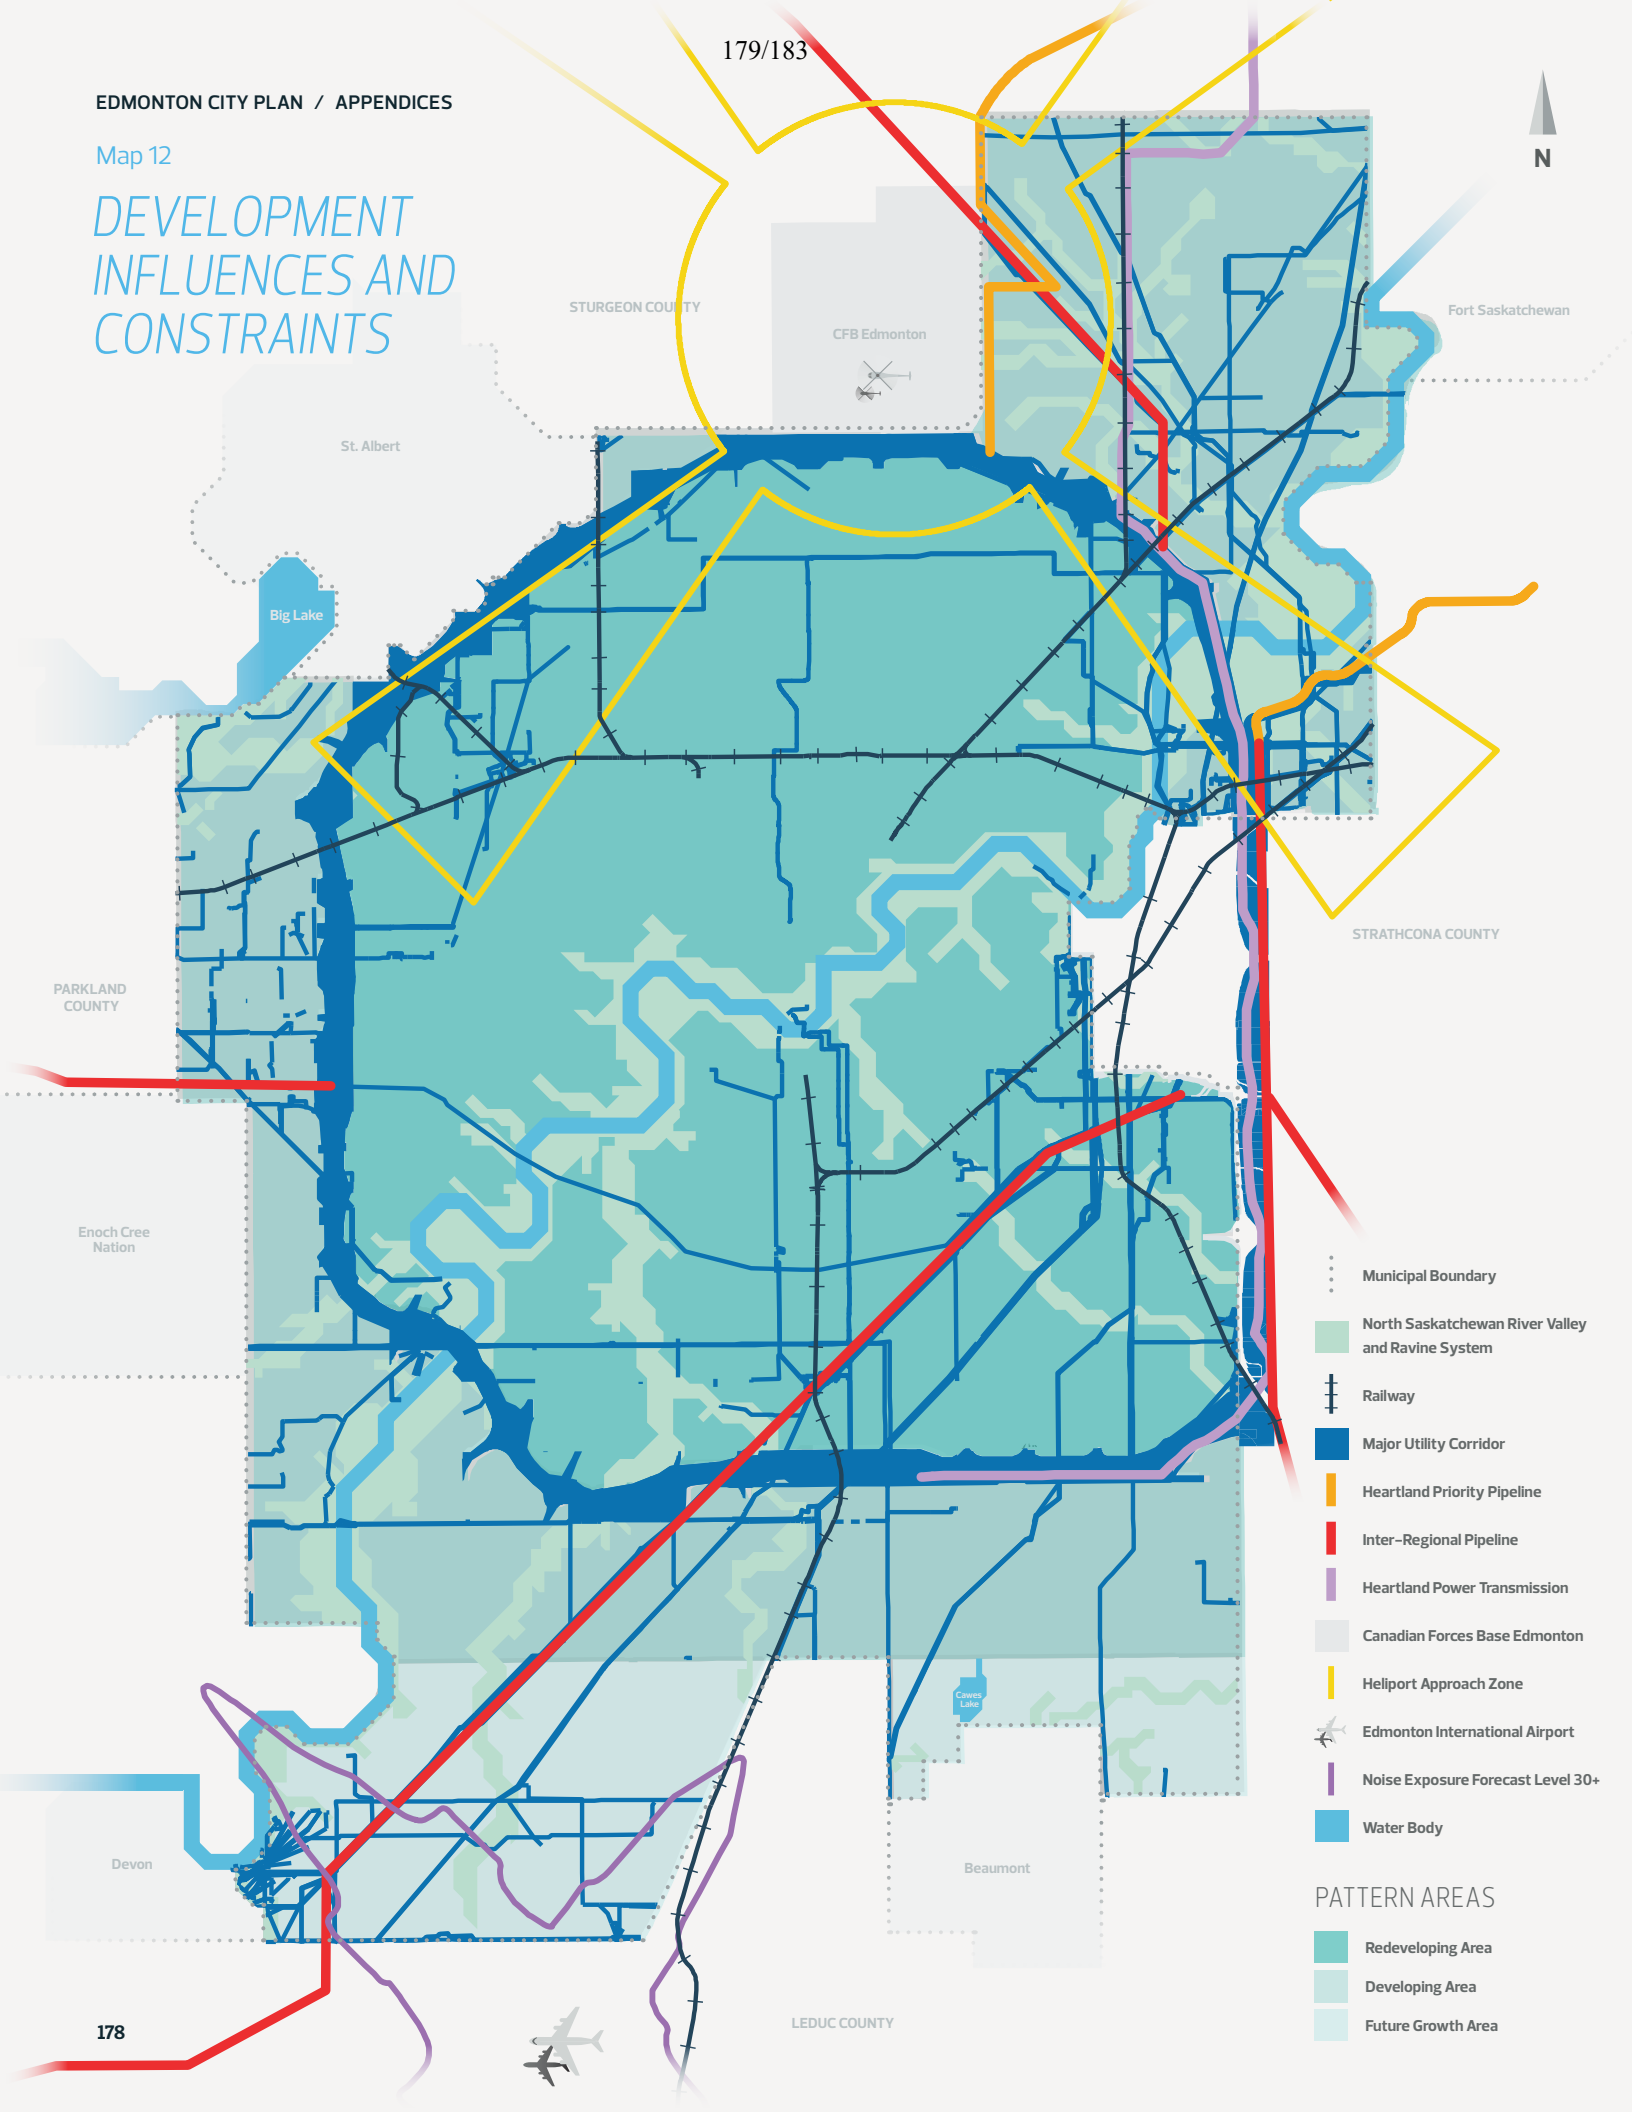 179/183
EDMONTON CITY PLAN / APPENDICES
Map 12
DEVELOPMENT
INFLUENCES AND
CONSTRAINTS
N
STURGEON COUNTY
CFB Edmonton
Fort Saskatchewan
St. Albert
Big Lake
STRATHCONA COUNTY
PARKLAND
COUNTY
Enoch Cree
Nation
Municipal Boundary
North Saskatchewan River Valley
and Ravine System
Railway
Major Utility Corridor
Heartland Priority Pipeline
Inter-Regional Pipeline
Heartland Power Transmission
Canadian Forces Base Edmonton
Heliport Approach Zone
Edmonton International Airport
Noise Exposure Forecast Level 30+
Water Body
Cawes
Lake
Devon
Beaumont
PATTERN AREAS
Redeveloping Area
Developing Area
Future Growth Area
LEDUC COUNTY
178